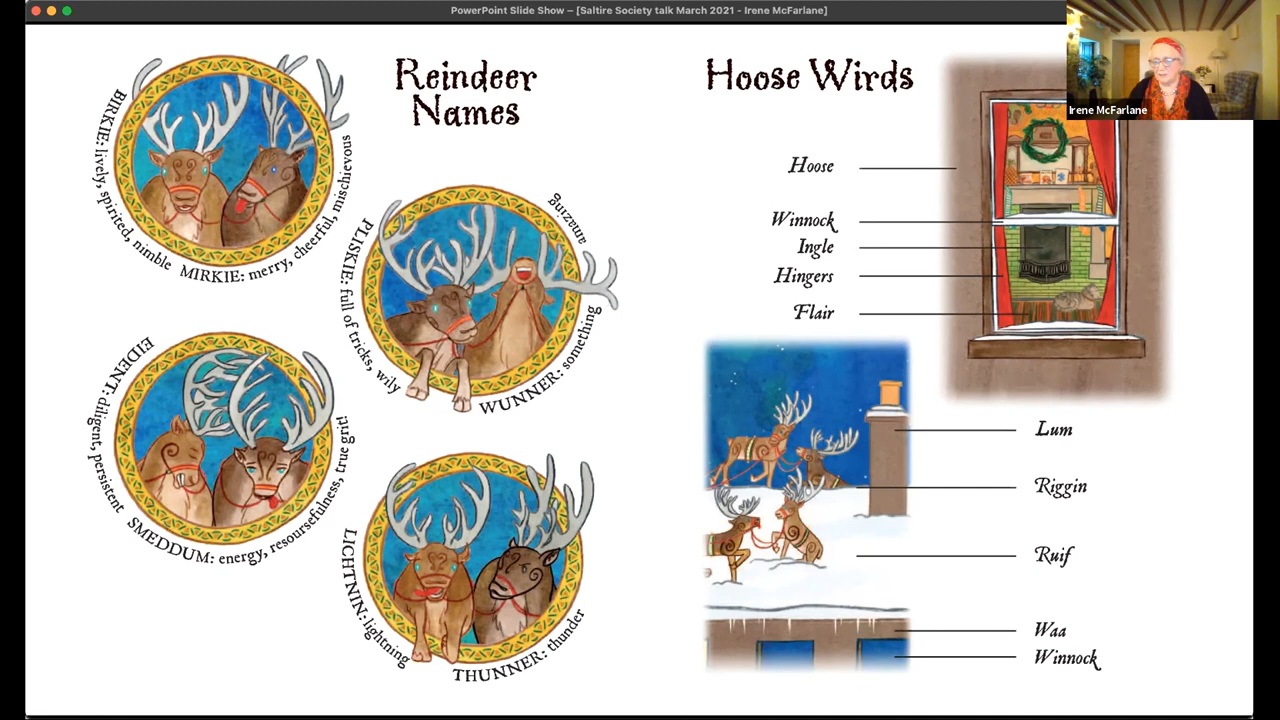 PowerPoint Slide Show – [Saltire Society talk March 2021 - Irene McFarlane]
Irene McFarlane
Reindeer
Names
BIRKIE: lively, spirited, nimble
MIRKIE: merry, cheerful, mischievous
PLISKIE: full of tricks, wily
WUNNER: something
amazing
EIDENT: diligent, persistent
SMEDDUM: energy, resoursefulness, true grit!
LICHTNIN: lightning
THUNNER: thunder
Hoose Wirds
Hoose
Winnock
Ingle
Hingers
Flair
Lum
Riggin
Ruif
Waa
Winnock